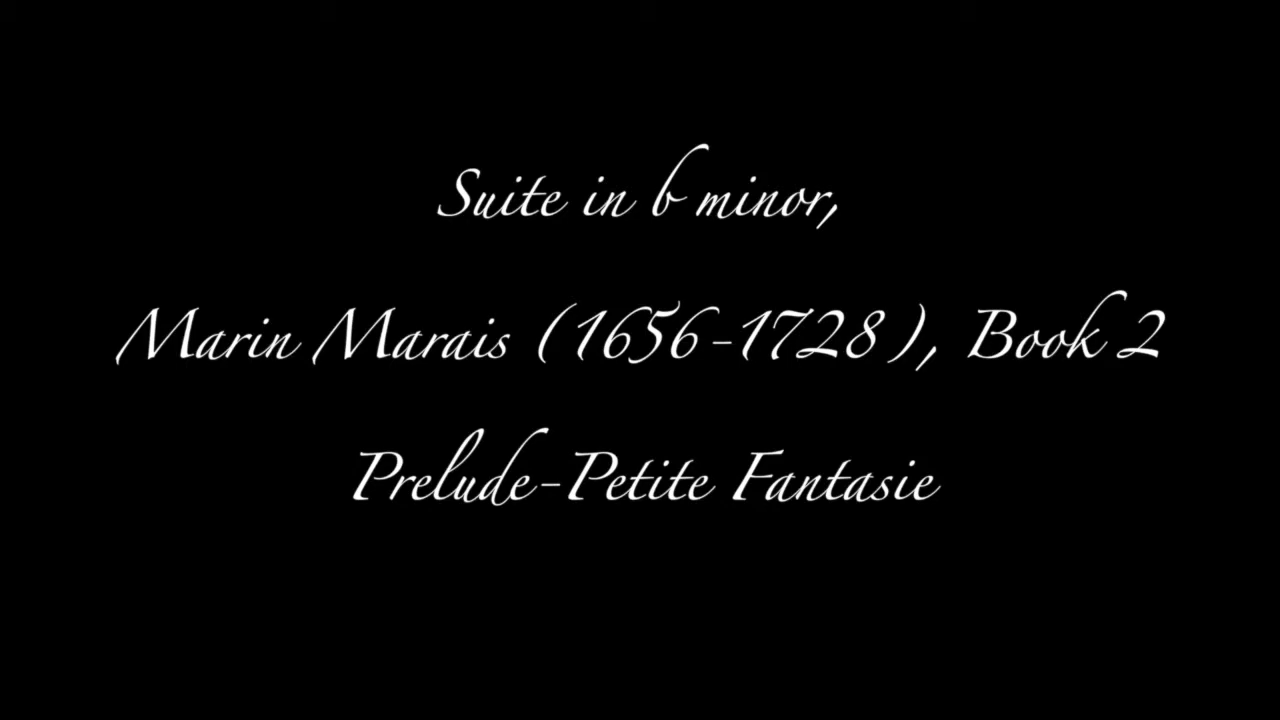 Suite in b minor,
Marin Marais (1656-1728), Book 2
Prelude-Petite Fantasie